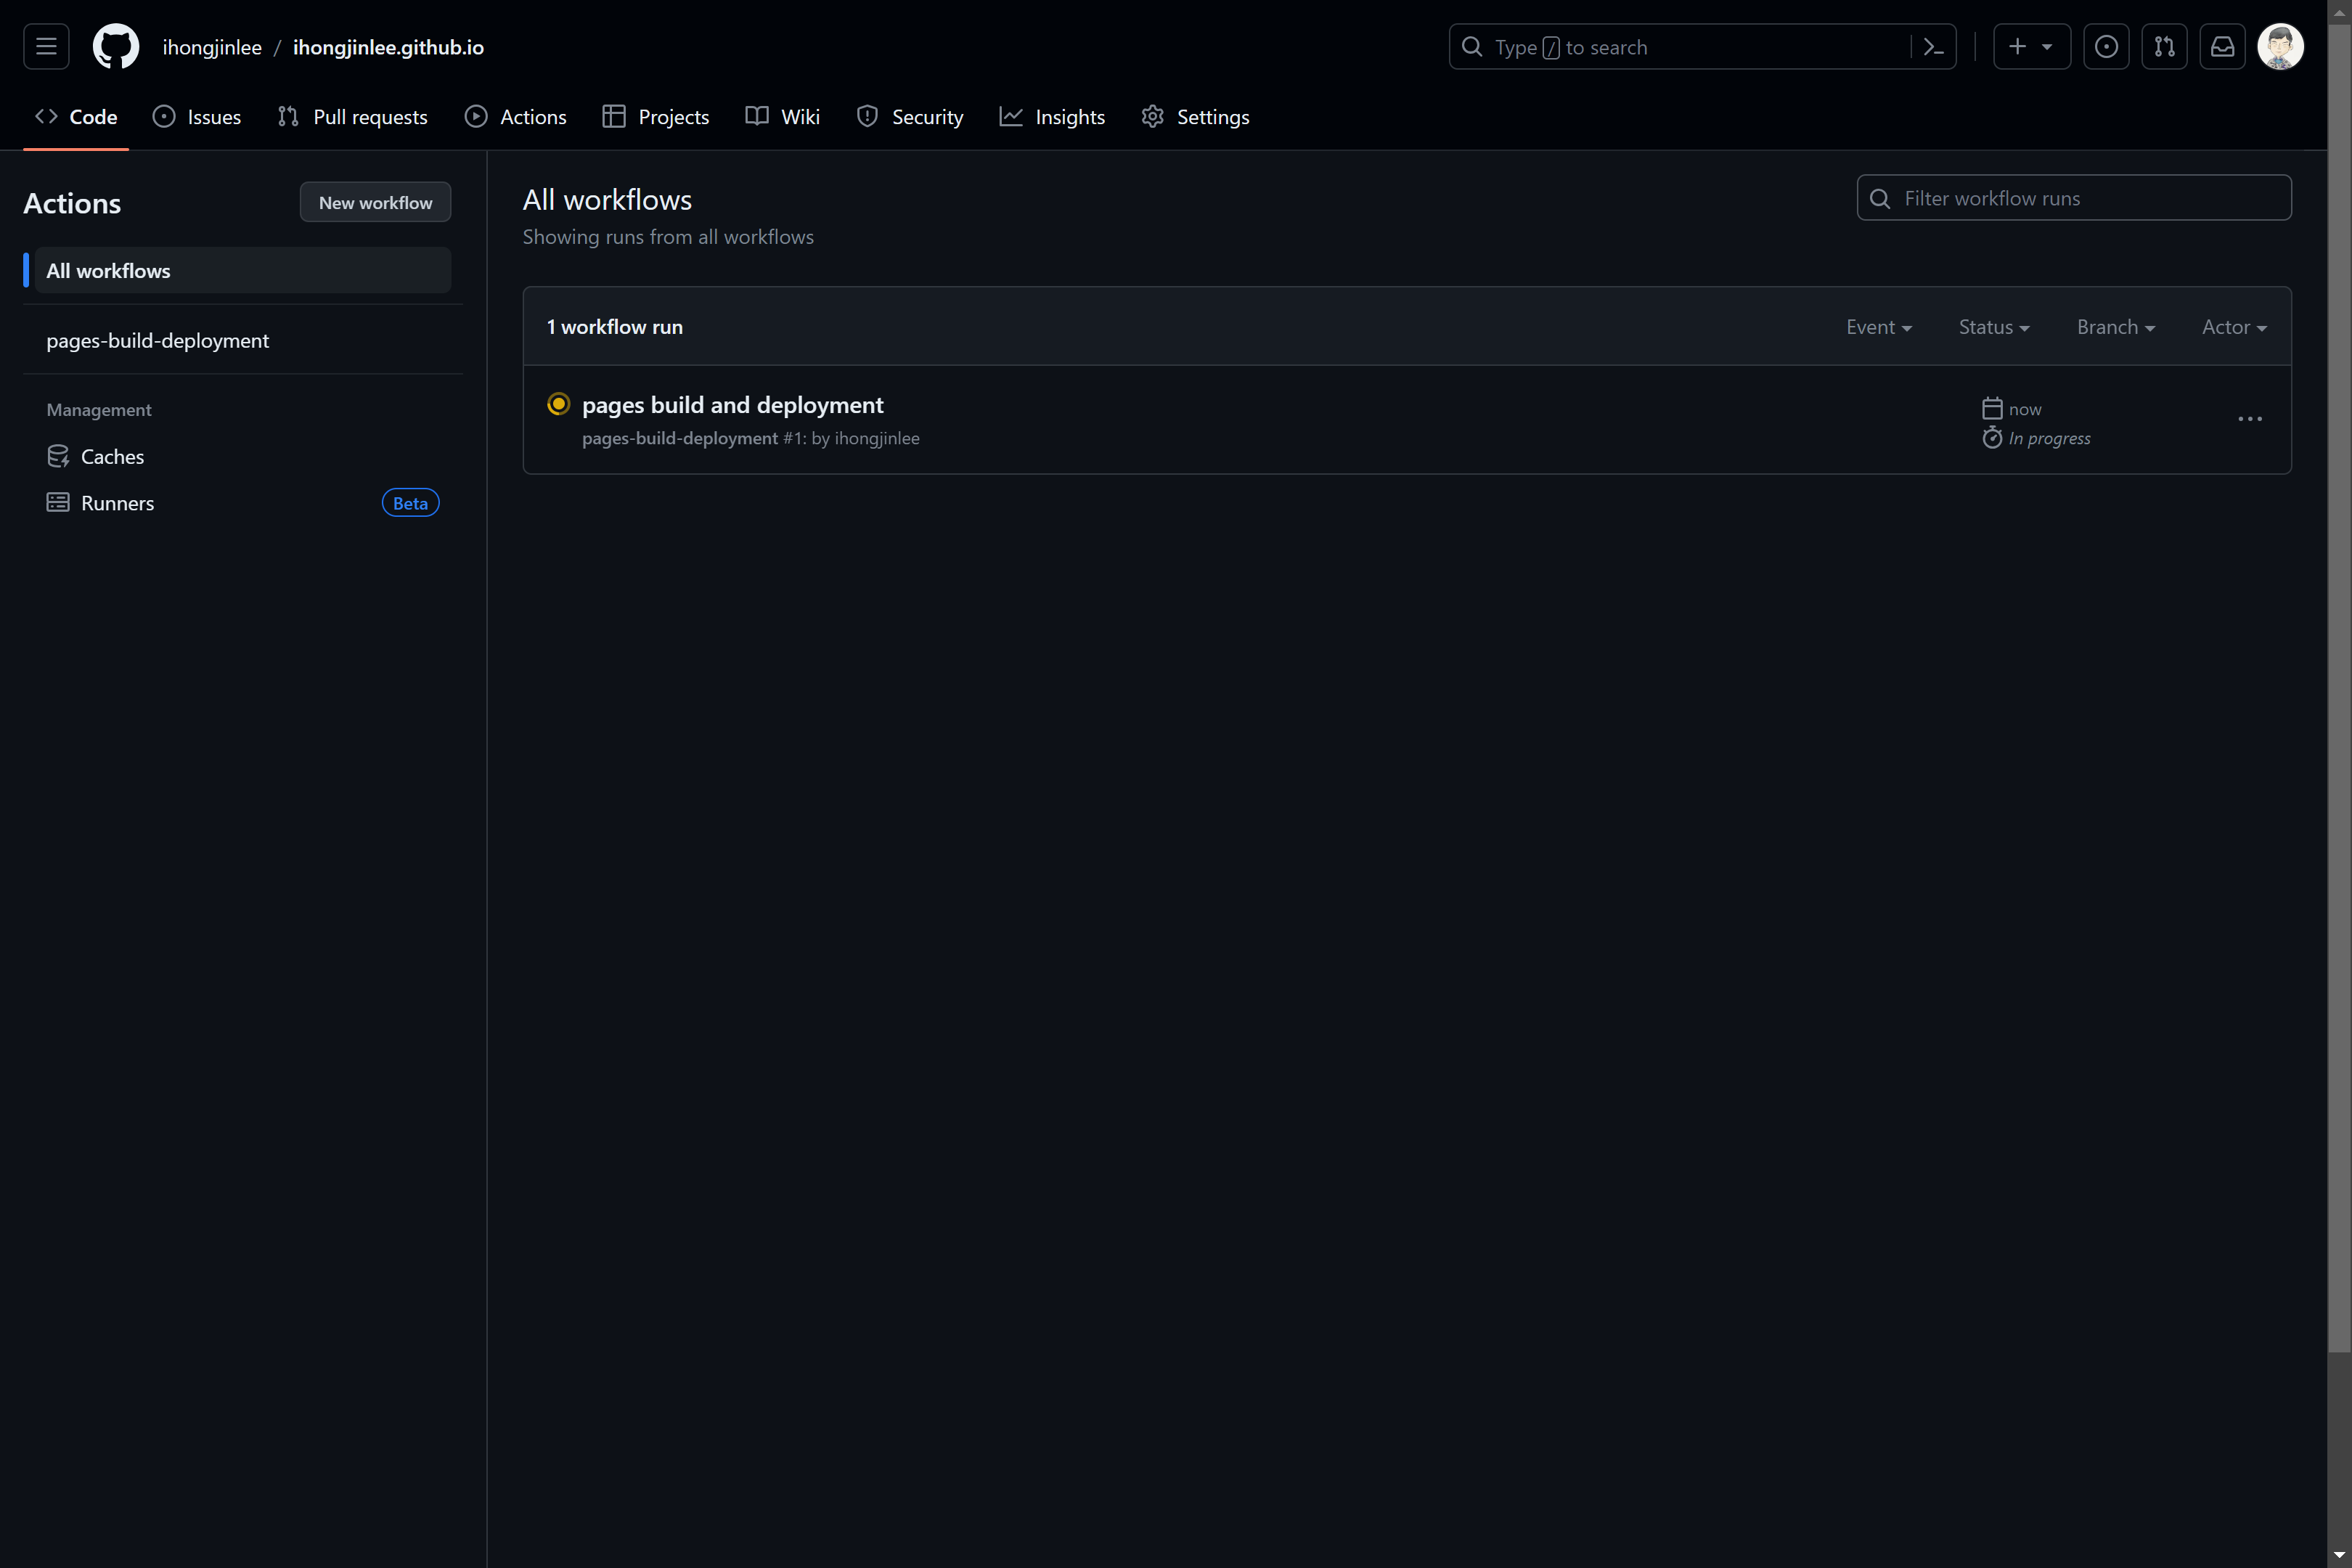 ihongjinlee / ihongjinlee.github.io
Type / to search
Code Issues Pull requests Actions Projects Wiki Security Insights Settings
Actions
New workflow
All workflows
pages-build-deployment
Management
Caches
Runners Beta
All workflows
Showing runs from all workflows
Filter workflow runs
1 workflow run
Event Status Branch Actor
pages build and deployment
pages-build-deployment #1: by ihongjinlee
now
In progress